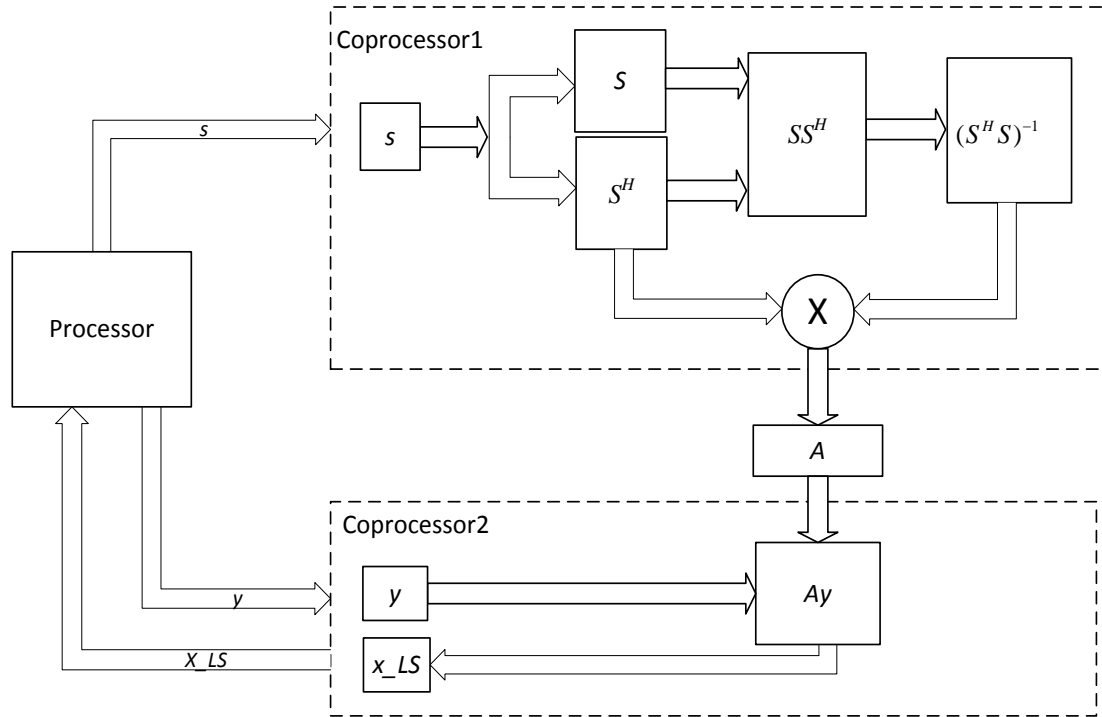 Coprocessor1
s
S
SS^H
(S^H S)^{-1}
s
S^H
X
Processor
A
Coprocessor2
y
Ay
y
X_LS
x_LS